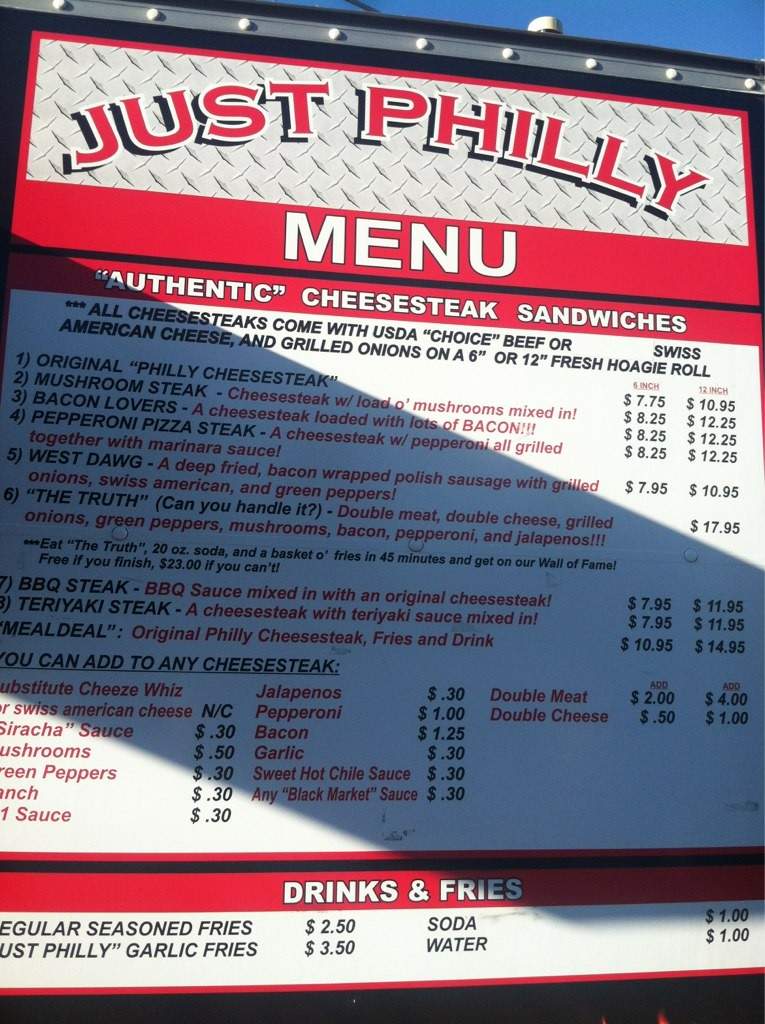 JUST PHILLY
MENU
"AUTHENTIC" CHEESESTEAK SANDWICHES
*** ALL CHEESESTEAKS COME WITH USDA "CHOICE" BEEF OR SWISS
AMERICAN CHEESE, AND GRILLED ONIONS ON A 6" OR 12" FRESH HOAGIE ROLL
6 INCH 12 INCH
1) ORIGINAL "PHILLY CHEESESTEAK" $ 7.75 $ 10.95
2) MUSHROOM STEAK - Cheesesteak w/ load o' mushrooms mixed in! $ 8.25 $ 12.25
3) BACON LOVERS - A cheesesteak loaded with lots of BACON!!! $ 8.25 $ 12.25
4) PEPPERONI PIZZA STEAK - A cheesesteak w/ pepperoni all grilled $ 8.25 $ 12.25
together with marinara sauce!
5) WEST DAWG - A deep fried, bacon wrapped polish sausage with grilled $ 7.95 $ 10.95
onions, swiss american, and green peppers!
6) "THE TRUTH" (Can you handle it?) - Double meat, double cheese, grilled $ 17.95
onions, green peppers, mushrooms, bacon, pepperoni, and jalapenos!!!
***Eat "The Truth", 20 oz. soda, and a basket o' fries in 45 minutes and get on our Wall of Fame!
Free if you finish, $23.00 if you can't!
7) BBQ STEAK - BBQ Sauce mixed in with an original cheesesteak! $ 7.95 $ 11.95
8) TERIYAKI STEAK - A cheesesteak with teriyaki sauce mixed in! $ 7.95 $ 11.95
"MEALDEAL": Original Philly Cheesesteak, Fries and Drink $ 10.95 $ 14.95
YOU CAN ADD TO ANY CHEESESTEAK:
ADD ADD
ubstitute Cheeze Whiz Jalapenos $ .30 Double Meat $ 2.00 $ 4.00
or swiss american cheese N/C Pepperoni $ 1.00 Double Cheese $ .50 $ 1.00
Siracha" Sauce $ .30 Bacon $ 1.25
ushrooms $ .50 Garlic $ .30
reen Peppers $ .30 Sweet Hot Chile Sauce $ .30
anch $ .30 Any "Black Market" Sauce $ .30
1 Sauce $ .30
DRINKS & FRIES
EGULAR SEASONED FRIES $ 2.50 SODA $ 1.00
UST PHILLY" GARLIC FRIES $ 3.50 WATER $ 1.00